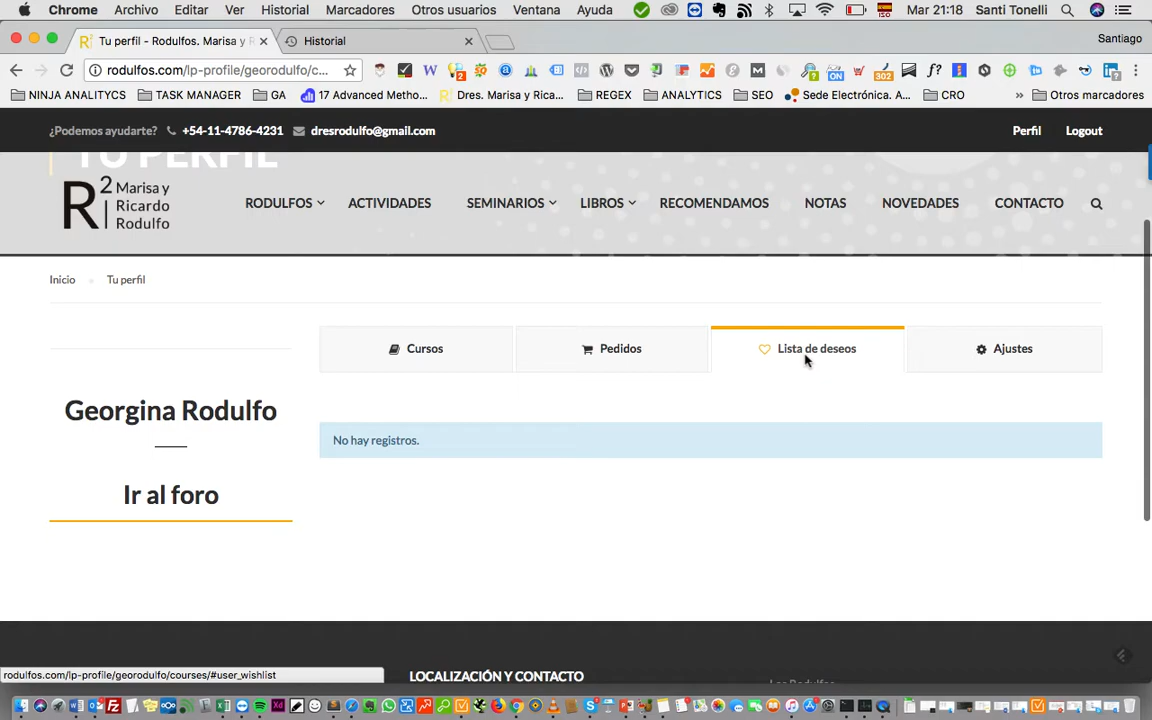 Chrome Archivo Editar Ver Historial Marcadores Otros usuarios Ventana Ayuda Mar 21:18 Santi Tonelli
Tu perfil - Rodulfos. Marisa y Historial Santiago
rodulfos.com/lp-profile/georodulfo/c...
NINJA ANALITYCS TASK MANAGER GA 17 Advanced Metho... Dres. Marisa y Rica... REGEX ANALYTICS SEO Sede Electrónica. A... CRO » Otros marcadores
¿Podemos ayudarte? +54-11-4786-4231 dresrodulfo@gmail.com Perfil Logout
TU PERFIL
R2 Marisa y
Ricardo
Rodulfo
RODULFOS ACTIVIDADES SEMINARIOS LIBROS RECOMENDAMOS NOTAS NOVEDADES CONTACTO
Inicio Tu perfil
Cursos Pedidos Lista de deseos Ajustes
Georgina Rodulfo
No hay registros.
Ir al foro
rodulfos.com/lp-profile/georodulfo/courses/#user_wishlist
LOCALIZACIÓN Y CONTACTO
Los Rodulfos